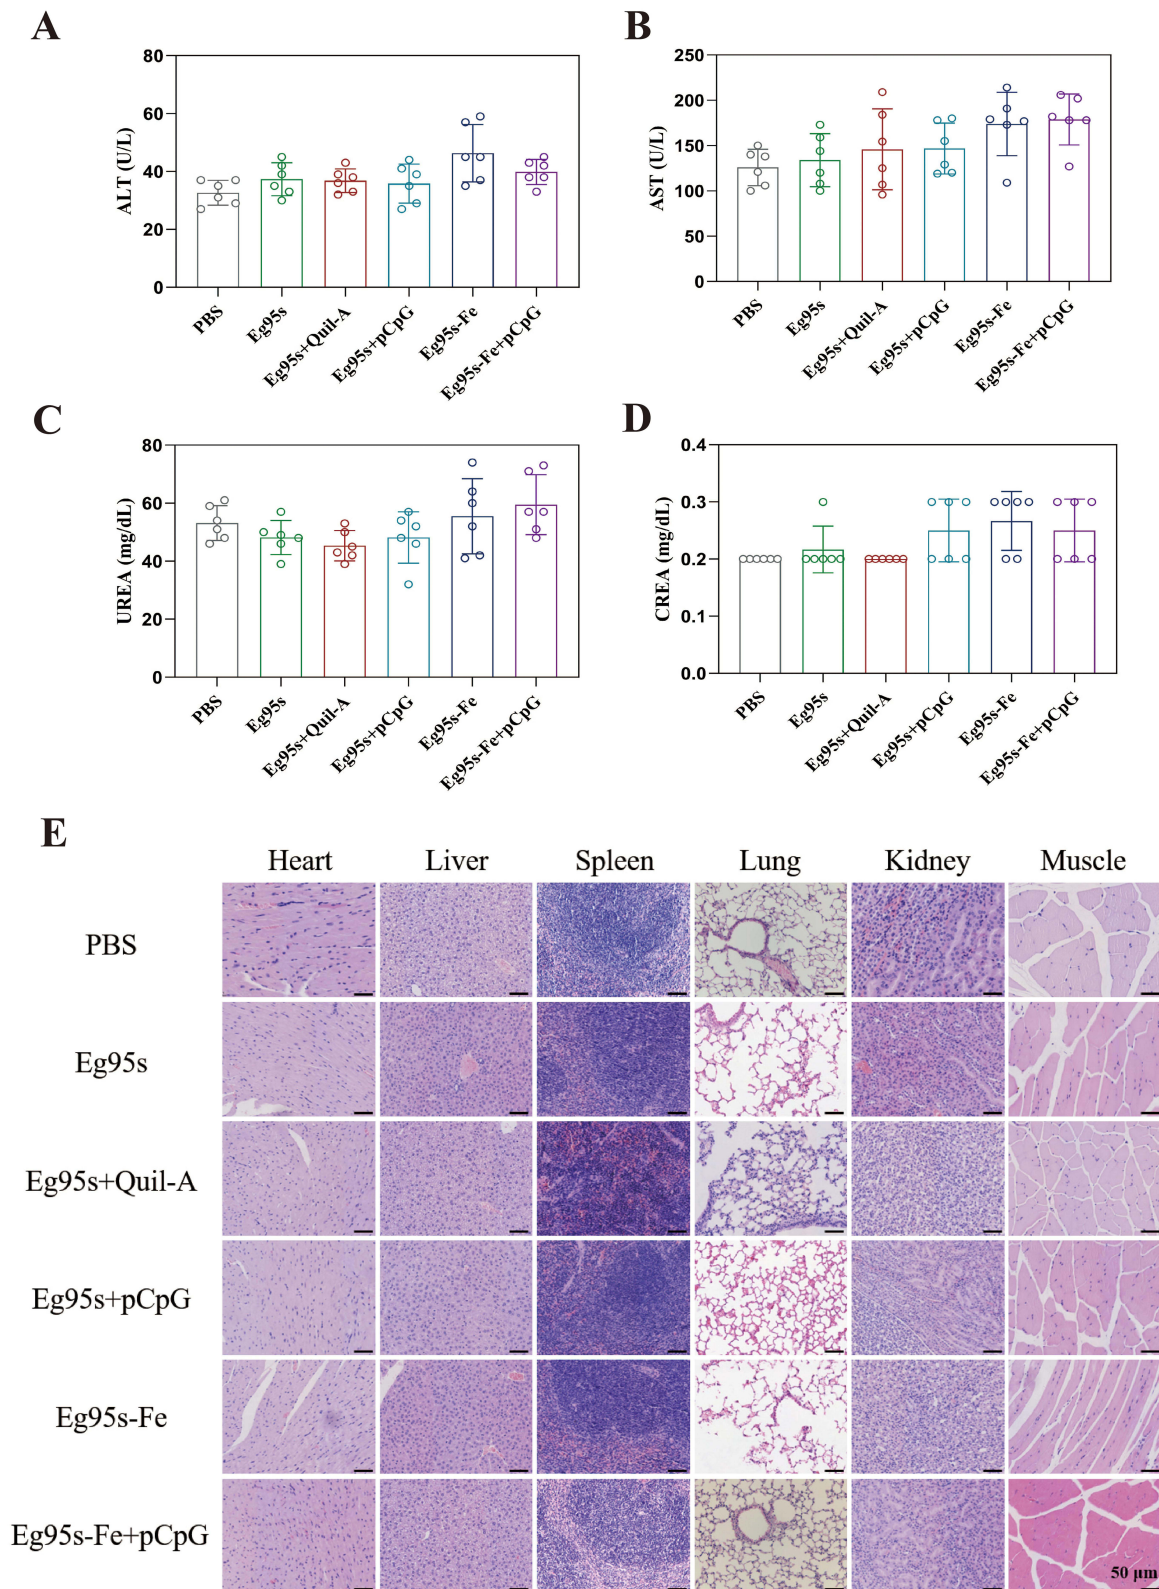 A
ALT (U/L)
80
60
40
20
0
PBS
Eg95s
Eg95s+Quil-A
Eg95s+pCpG
Eg95s-Fe
Eg95s-Fe+pCpG
B
AST (U/L)
250
200
150
100
50
0
PBS
Eg95s
Eg95s+Quil-A
Eg95s+pCpG
Eg95s-Fe
Eg95s-Fe+pCpG
C
UREA (mg/dL)
80
60
40
20
0
PBS
Eg95s
Eg95s+Quil-A
Eg95s+pCpG
Eg95s-Fe
Eg95s-Fe+pCpG
D
CREA (mg/dL)
0.4
0.3
0.2
0.1
0.0
PBS
Eg95s
Eg95s+Quil-A
Eg95s+pCpG
Eg95s-Fe
Eg95s-Fe+pCpG
E
Heart Liver Spleen Lung Kidney Muscle
PBS
Eg95s
Eg95s+Quil-A
Eg95s+pCpG
Eg95s-Fe
Eg95s-Fe+pCpG
50 μm